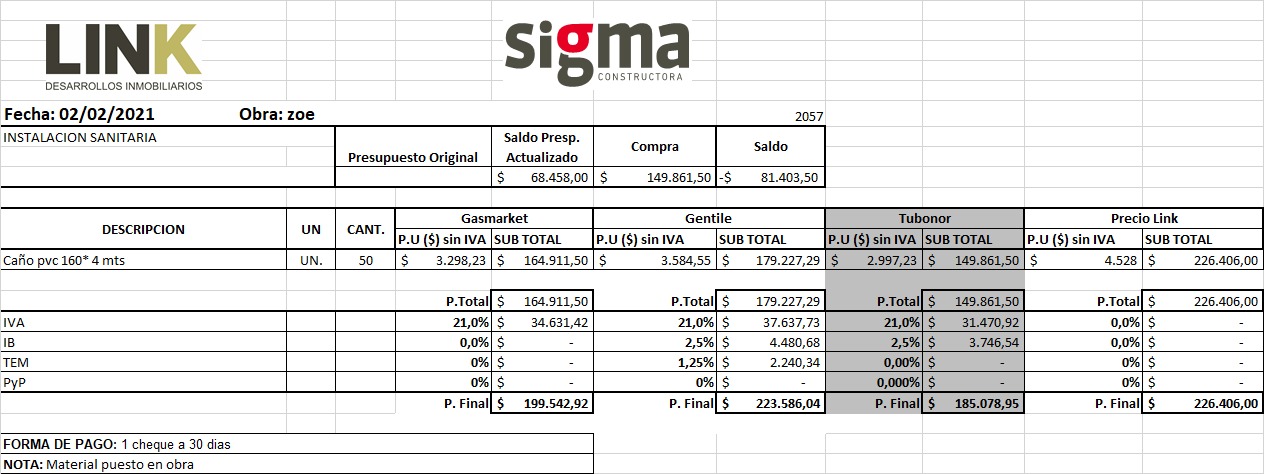 LINK
DESARROLLOS INMOBILIARIOS
sigma
CONSTRUCTORA
Fecha: 02/02/2021 Obra: zoe 2057
INSTALACION SANITARIA
Presupuesto Original Saldo Presp. Actualizado Compra Saldo
$ 68.458,00 $ 149.861,50 -$ 81.403,50
DESCRIPCION UN CANT. Gasmarket Gentile Tubonor Precio Link
P.U ($) sin IVA SUB TOTAL P.U ($) sin IVA SUB TOTAL P.U ($) sin IVA SUB TOTAL P.U ($) sin IVA SUB TOTAL
Caño pvc 160* 4 mts UN. 50 $ 3.298,23 $ 164.911,50 $ 3.584,55 $ 179.227,29 $ 2.997,23 $ 149.861,50 $ 4.528 $ 226.406,00
P.Total $ 164.911,50 P.Total $ 179.227,29 P.Total $ 149.861,50 P.Total $ 226.406,00
IVA 21,0% $ 34.631,42 21,0% $ 37.637,73 21,0% $ 31.470,92 0,0% $ -
IB 0,0% $ - 2,5% $ 4.480,68 2,5% $ 3.746,54 0,0% $ -
TEM 0% $ - 1,25% $ 2.240,34 0,00% $ - 0% $ -
PyP 0% $ - 0% $ - 0,000% $ - 0% $ -
P. Final $ 199.542,92 P. Final $ 223.586,04 P. Final $ 185.078,95 P. Final $ 226.406,00
FORMA DE PAGO: 1 cheque a 30 dias
NOTA: Material puesto en obra